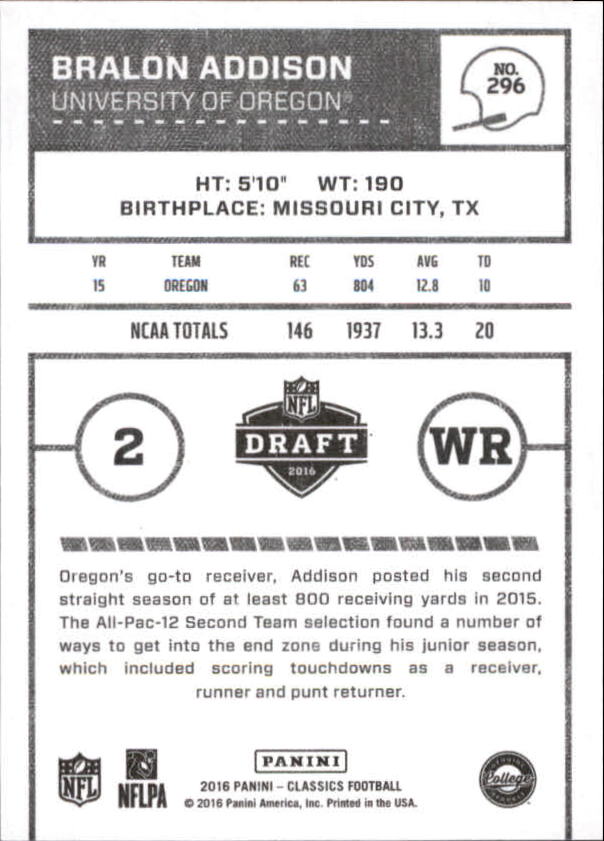 BRALON ADDISON
UNIVERSITY OF OREGON®
NO.
296
HT: 5'10" WT: 190
BIRTHPLACE: MISSOURI CITY, TX
YR TEAM REC YDS AVG TD
15 OREGON 63 804 12.8 10
NCAA TOTALS 146 1937 13.3 20
2
NFL
DRAFT
2016
WR
Oregon's go-to receiver, Addison posted his second
straight season of at least 800 receiving yards in 2015.
The All-Pac-12 Second Team selection found a number of
ways to get into the end zone during his junior season,
which included scoring touchdowns as a receiver,
runner and punt returner.
NFL
NFLPA
PANINI
2016 PANINI – CLASSICS FOOTBALL
© 2016 Panini America, Inc. Printed in the USA.
College